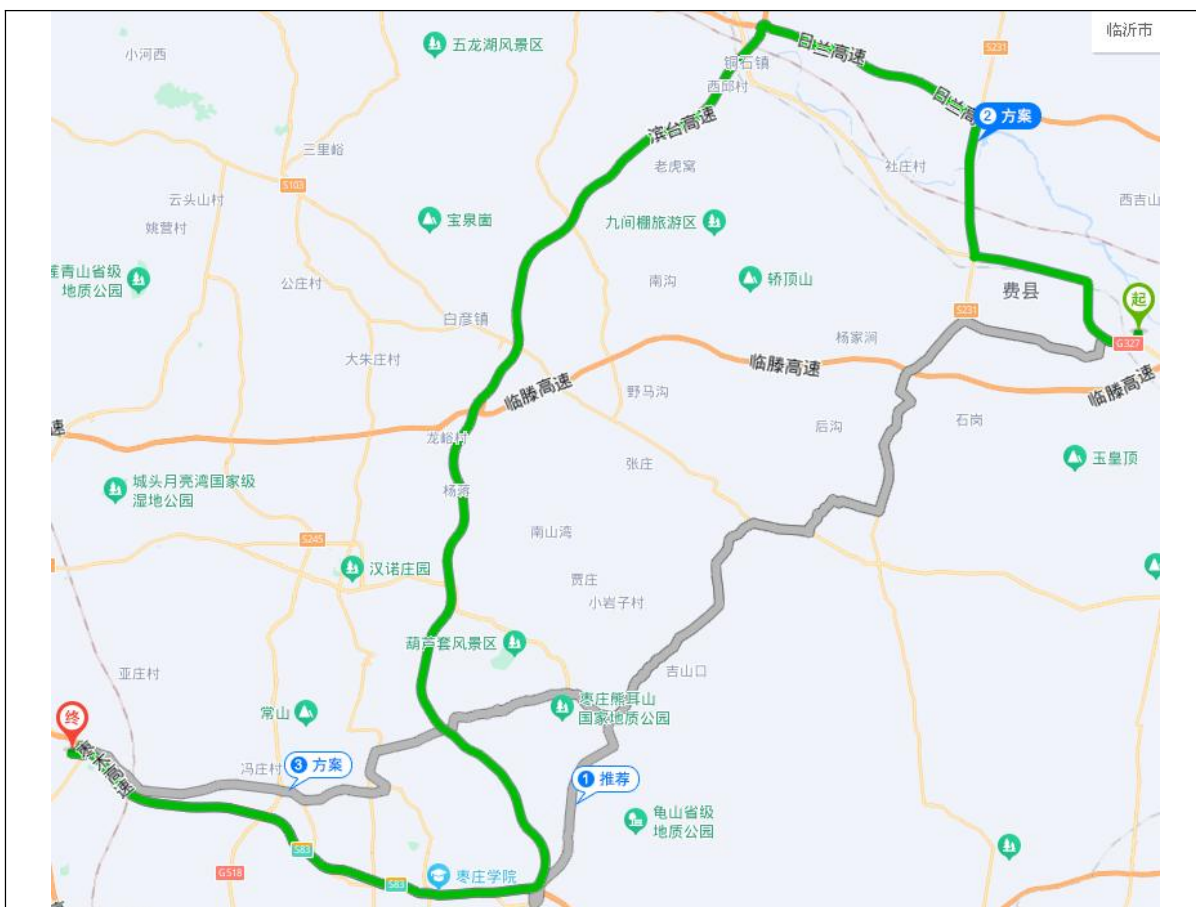 临沂市
小河西
五龙湖风景区
铜石镇
西邱村
日兰高速
S231
滨台高速
日兰高
2 方案
三里峪
老虎窝
社庄村
S103
云头山村
姚营村
宝泉崮
九间棚旅游区
西吉山
莲青山省级
地质公园
公庄村
南沟
轿顶山
费县
起
白彦镇
S231
大朱庄村
杨家涧
G327
临滕高速
临滕高速
临滕高速
野马沟
速
龙峪村
后沟
石岗
张庄
玉皇顶
城头月亮湾国家级
湿地公园
南山湾
S245
汉诺庄园
贾庄
小岩子村
葫芦套风景区
亚庄村
吉山口
终
常山
枣庄熊耳山
国家地质公园
冯庄村
3 方案
1 推荐
龟山省级
地质公园
S83
G518
S83
枣庄学院